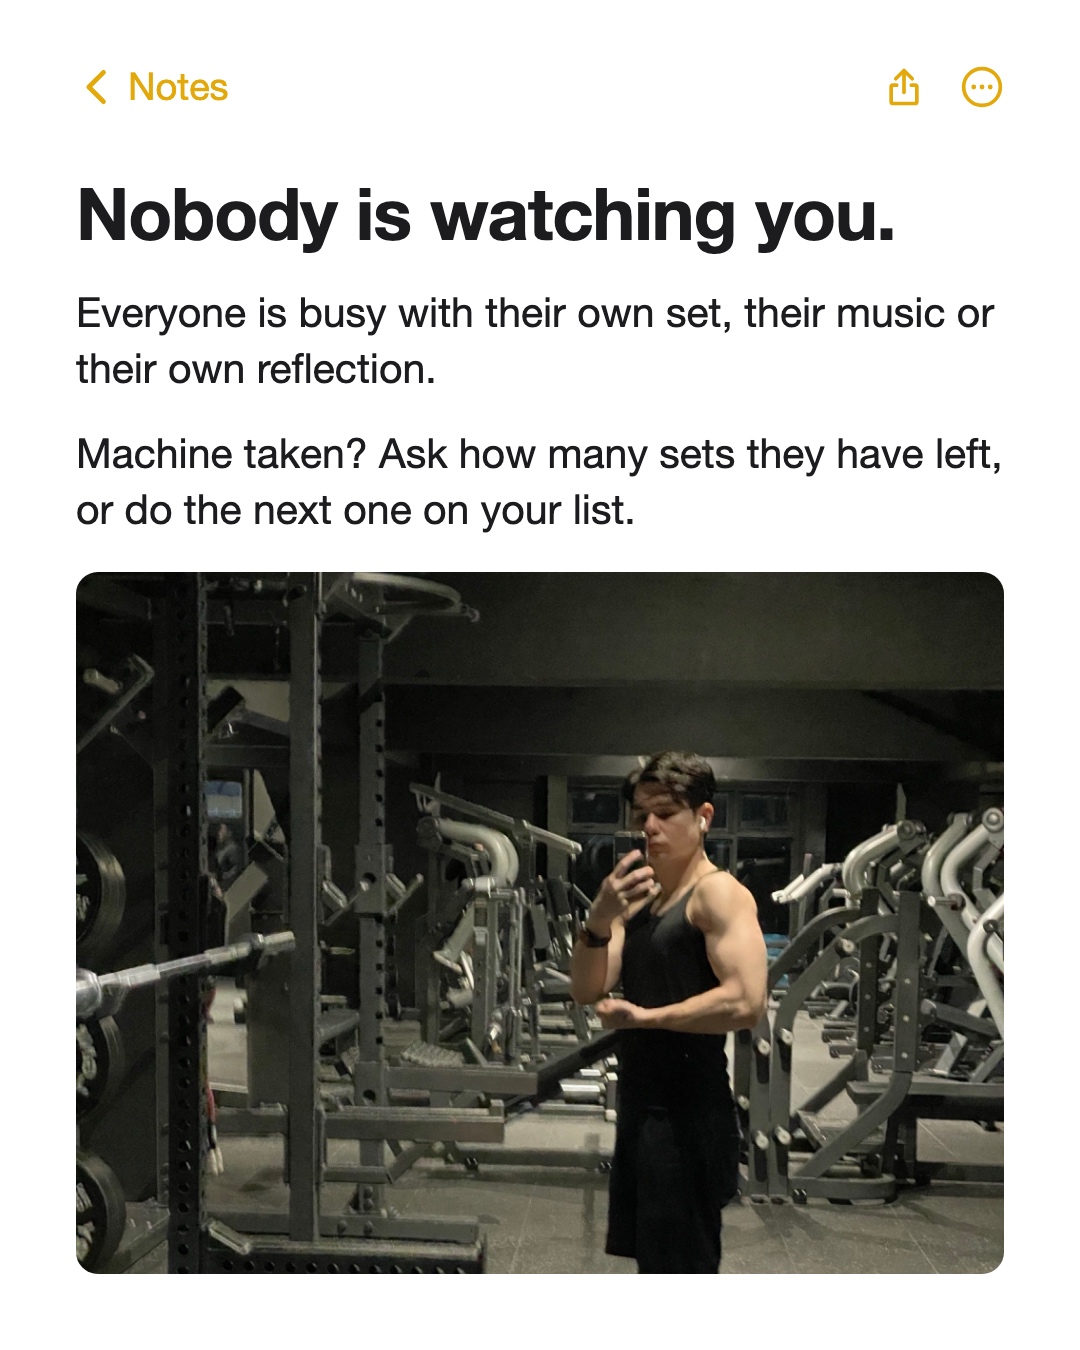 Notes
Nobody is watching you.
Everyone is busy with their own set, their music or
their own reflection.
Machine taken? Ask how many sets they have left,
or do the next one on your list.